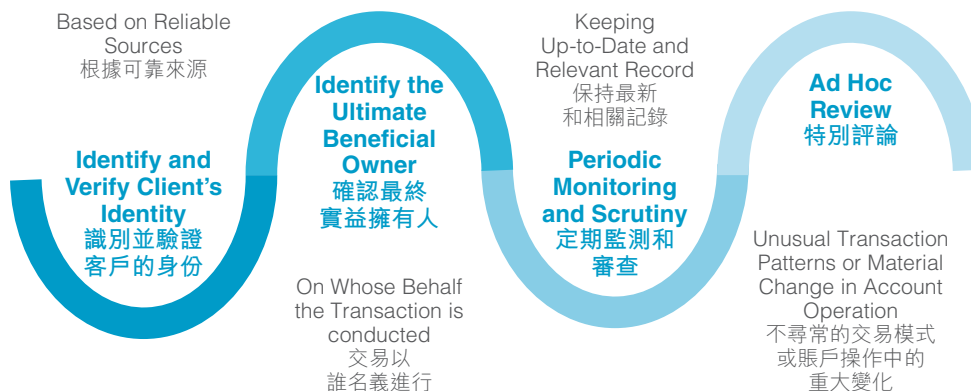 Based on Reliable
Sources
根據可靠來源
Identify and
Verify Client's
Identity
識別並驗證
客戶的身份
Identify the
Ultimate
Beneficial
Owner
確認最終
實益擁有人
On Whose Behalf
the Transaction is
conducted
交易以
誰名義進行
Keeping
Up-to-Date and
Relevant Record
保持最新
和相關記錄
Periodic
Monitoring
and Scrutiny
定期監測和
審查
Ad Hoc
Review
特別評論
Unusual Transaction
Patterns or Material
Change in Account
Operation
不尋常的交易模式
或賬戶操作中的
重大變化